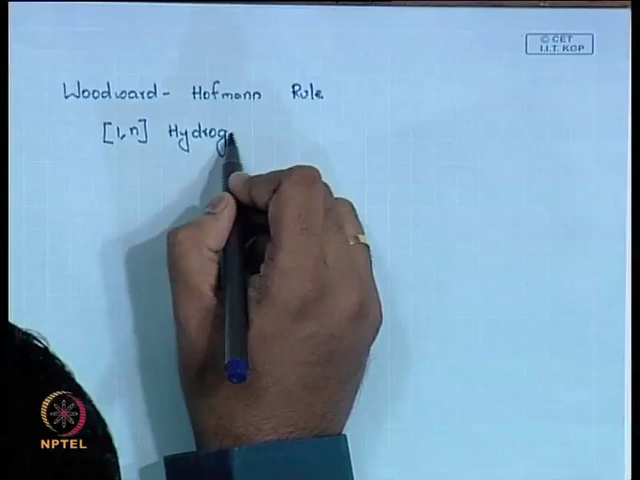 © CET
I.I.T. KGP
Woodward- Hofmann Rule
[1,n] Hydrog
NPTEL